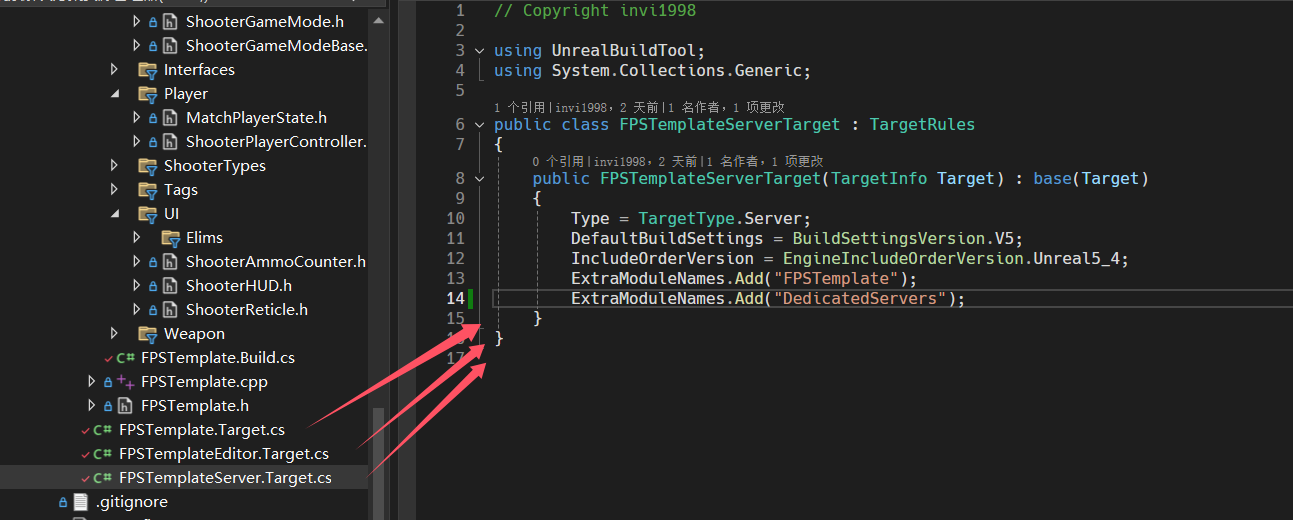 ShooterGameMode.h
ShooterGameModeBase.
Interfaces
Player
MatchPlayerState.h
ShooterPlayerController.
ShooterTypes
Tags
UI
Elims
ShooterAmmoCounter.h
ShooterHUD.h
ShooterReticle.h
Weapon
C# FPSTemplate.Build.cs
FPSTemplate.cpp
FPSTemplate.h
C# FPSTemplate.Target.cs
C# FPSTemplateEditor.Target.cs
C# FPSTemplateServer.Target.cs
.gitignore
1 // Copyright invi1998
2
3 using UnrealBuildTool;
4 using System.Collections.Generic;
5
1 个引用|invi1998，2 天前|1 名作者，1 项更改
6 public class FPSTemplateServerTarget : TargetRules
7 {
0 个引用|invi1998，2 天前|1 名作者，1 项更改
8 public FPSTemplateServerTarget(TargetInfo Target) : base(Target)
9 {
10 Type = TargetType.Server;
11 DefaultBuildSettings = BuildSettingsVersion.V5;
12 IncludeOrderVersion = EngineIncludeOrderVersion.Unreal5_4;
13 ExtraModuleNames.Add("FPSTemplate");
14 ExtraModuleNames.Add("DedicatedServers");
15 }
16 }
17